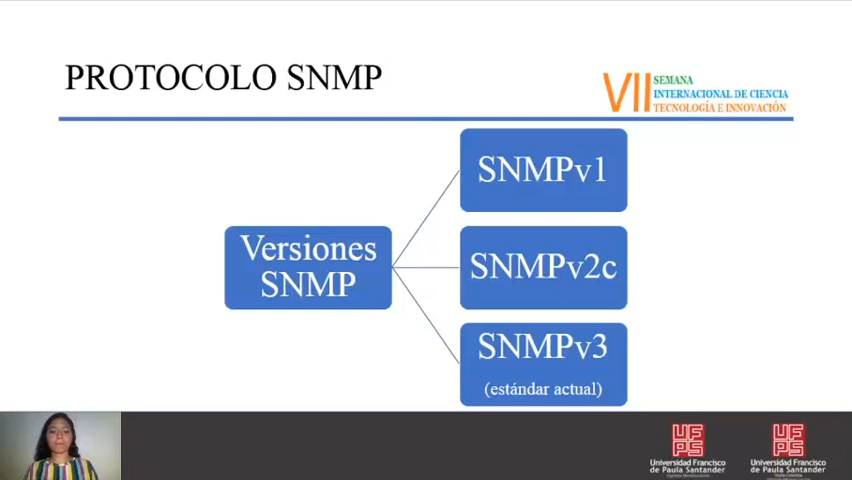 PROTOCOLO SNMP
VII SEMANA
INTERNACIONAL DE CIENCIA
TECNOLOGÍA E INNOVACIÓN
SNMPv1
Versiones
SNMP
SNMPv2c
SNMPv3
(estándar actual)
UFPS
Universidad Francisco
de Paula Santander
UFPS
Universidad Francisco
de Paula Santander